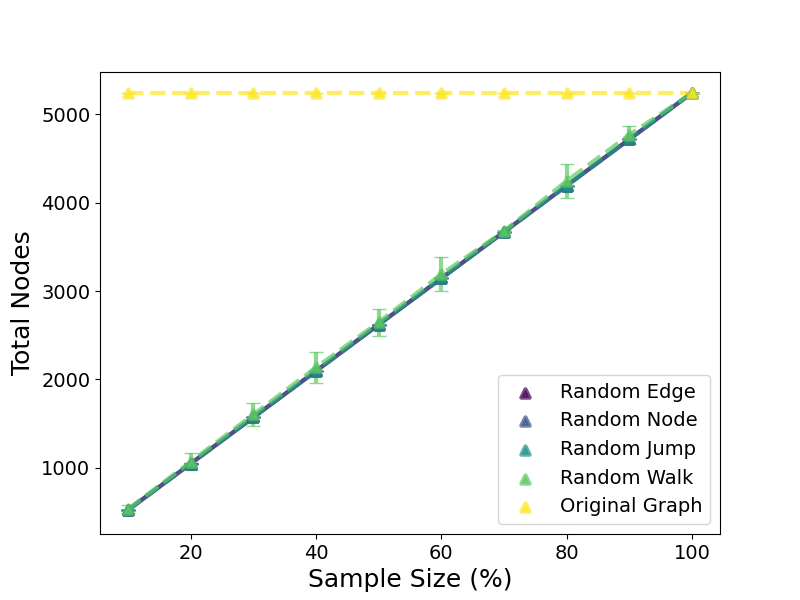 5000
4000
3000
2000
1000
Total Nodes
Random Edge
Random Node
Random Jump
Random Walk
Original Graph
20 40 60 80 100
Sample Size (%)